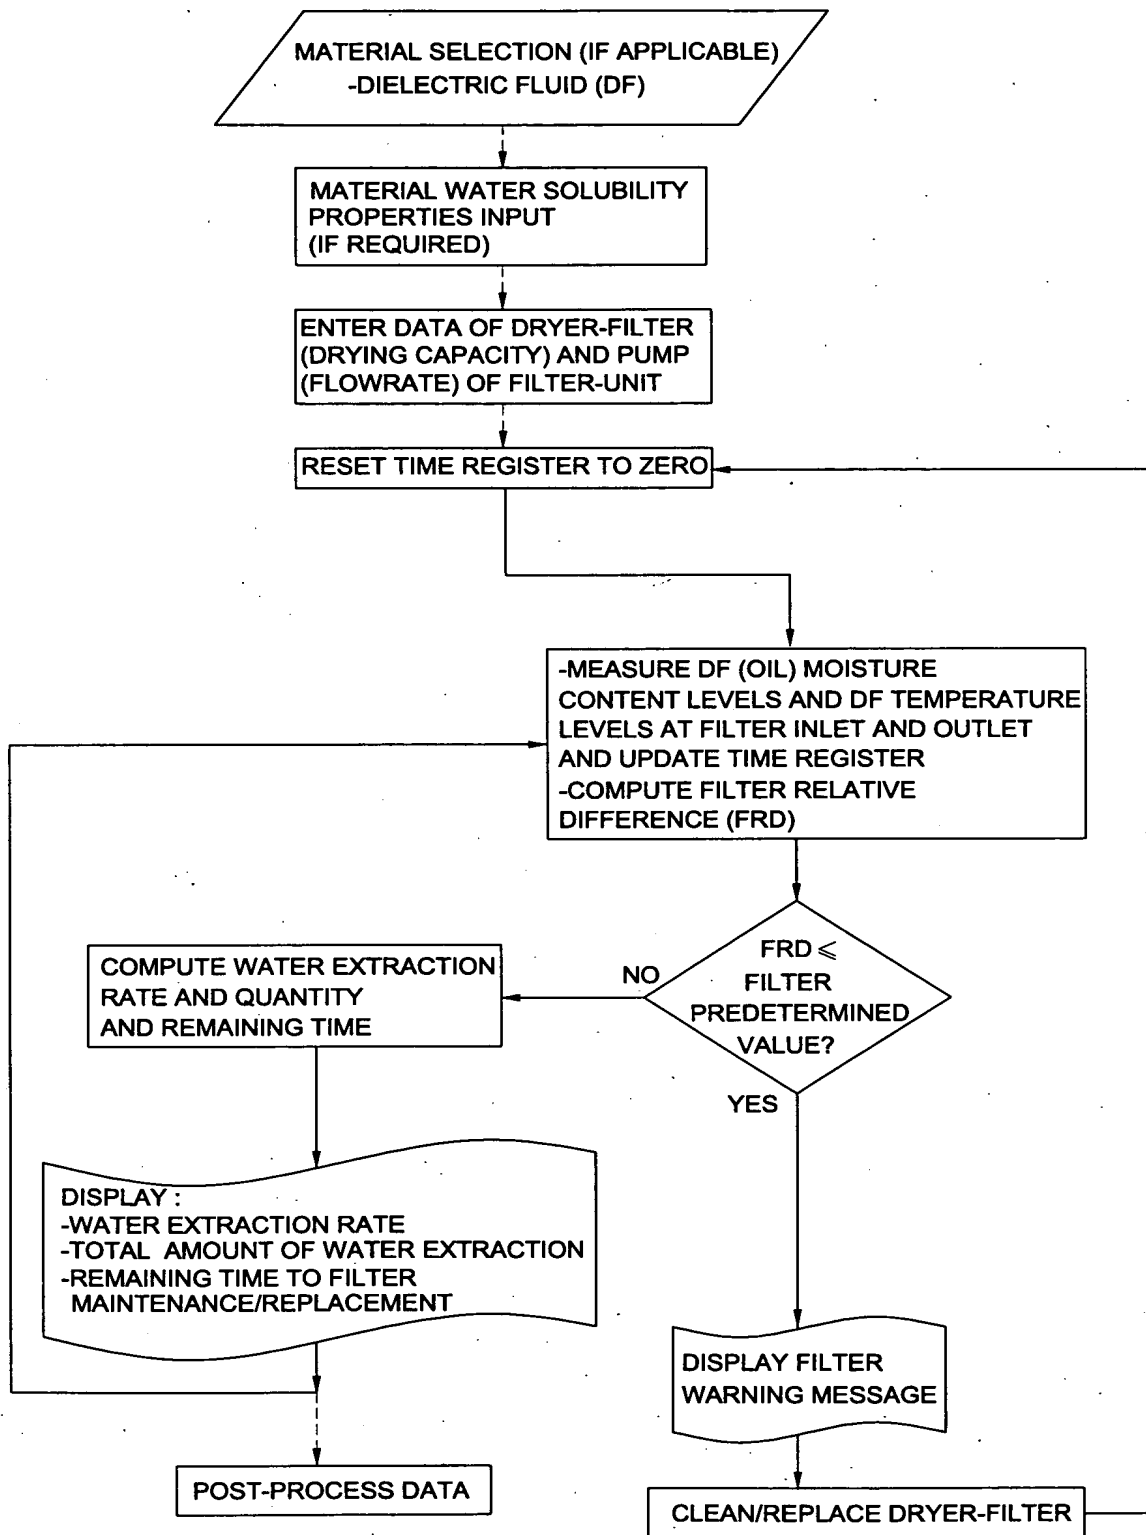 MATERIAL SELECTION (IF APPLICABLE)
-DIELECTRIC FLUID (DF)
MATERIAL WATER SOLUBILITY
PROPERTIES INPUT
(IF REQUIRED)
ENTER DATA OF DRYER-FILTER
(DRYING CAPACITY) AND PUMP
(FLOWRATE) OF FILTER-UNIT
RESET TIME REGISTER TO ZERO
-MEASURE DF (OIL) MOISTURE
CONTENT LEVELS AND DF TEMPERATURE
LEVELS AT FILTER INLET AND OUTLET
AND UPDATE TIME REGISTER
-COMPUTE FILTER RELATIVE
DIFFERENCE (FRD)
FRD ⩽
FILTER
PREDETERMINED
VALUE?
NO
COMPUTE WATER EXTRACTION
RATE AND QUANTITY
AND REMAINING TIME
YES
DISPLAY :
-WATER EXTRACTION RATE
-TOTAL AMOUNT OF WATER EXTRACTION
-REMAINING TIME TO FILTER
MAINTENANCE/REPLACEMENT
DISPLAY FILTER
WARNING MESSAGE
POST-PROCESS DATA
CLEAN/REPLACE DRYER-FILTER